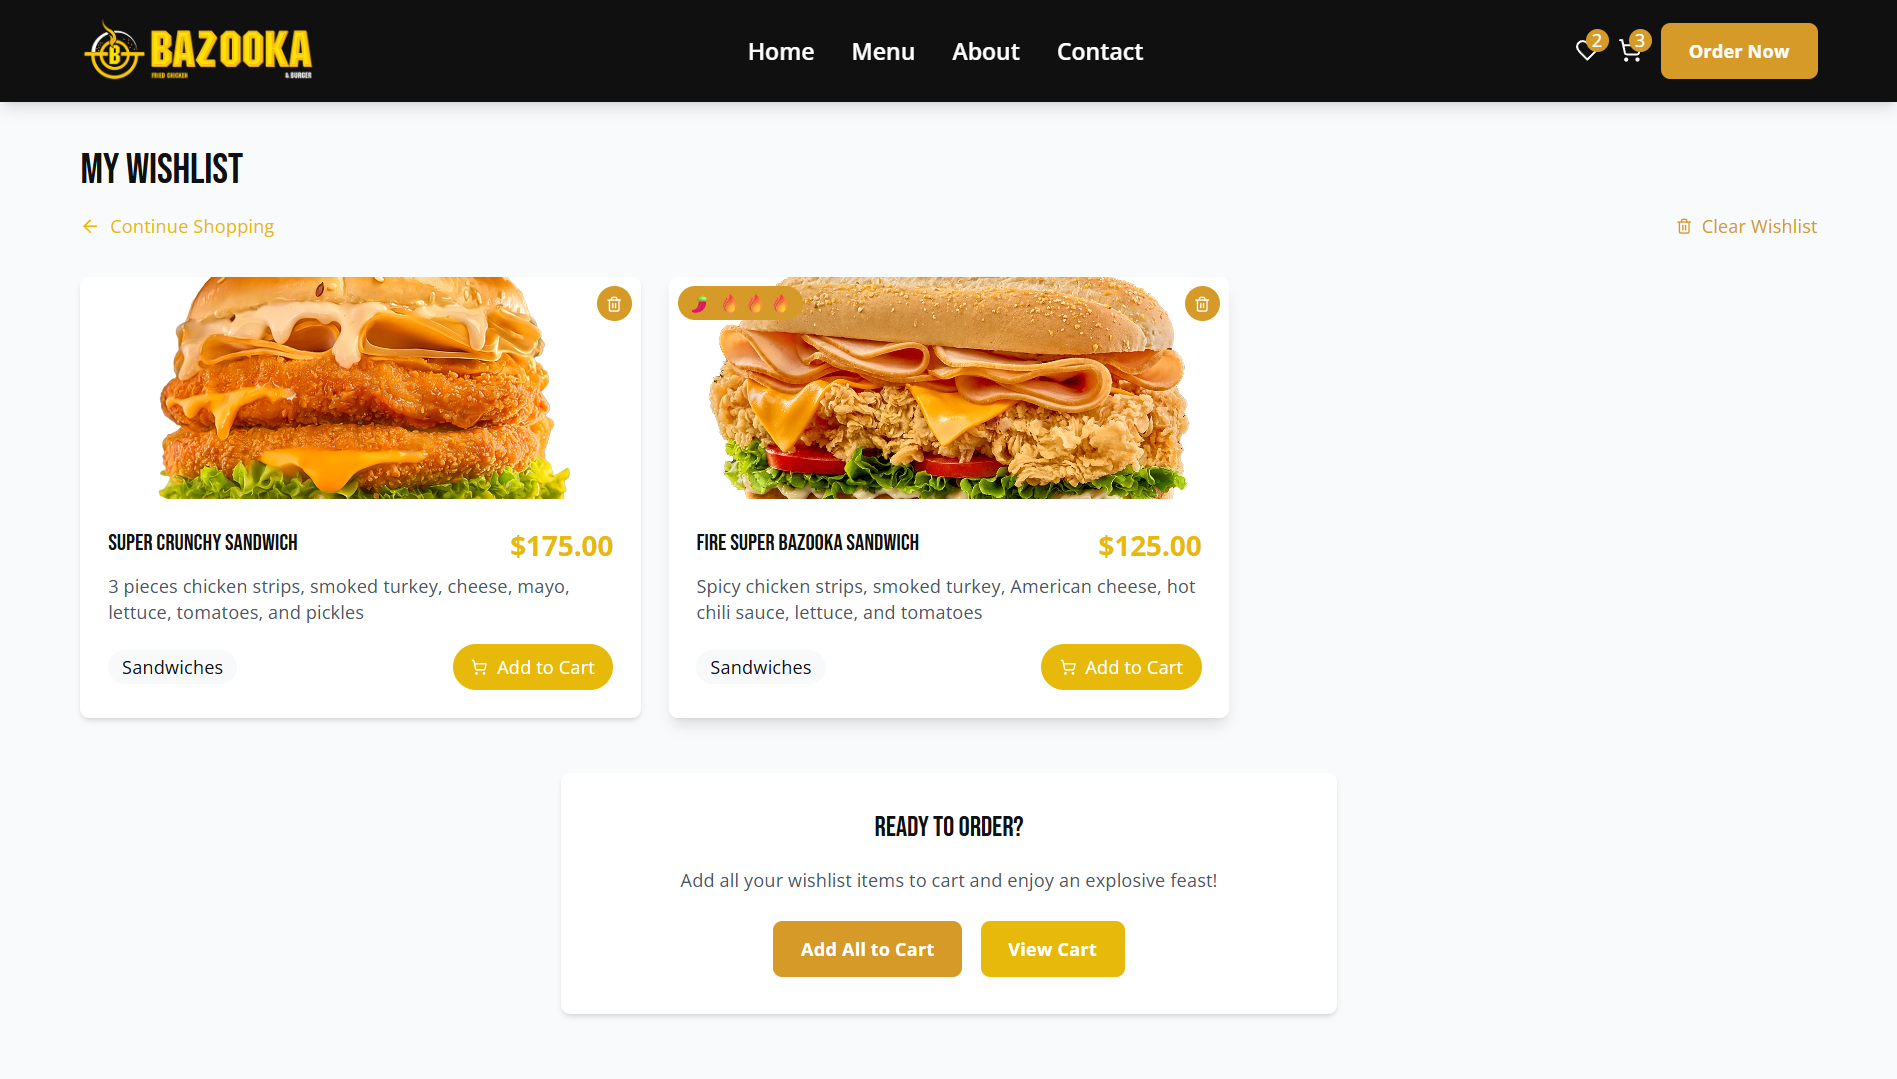 BAZOOKA
FRIED CHICKEN & BURGER
B
Home Menu About Contact
2 3 Order Now
MY WISHLIST
Continue Shopping
Clear Wishlist
SUPER CRUNCHY SANDWICH $175.00
3 pieces chicken strips, smoked turkey, cheese, mayo,
lettuce, tomatoes, and pickles
Sandwiches Add to Cart
FIRE SUPER BAZOOKA SANDWICH $125.00
Spicy chicken strips, smoked turkey, American cheese, hot
chili sauce, lettuce, and tomatoes
Sandwiches Add to Cart
READY TO ORDER?
Add all your wishlist items to cart and enjoy an explosive feast!
Add All to Cart View Cart